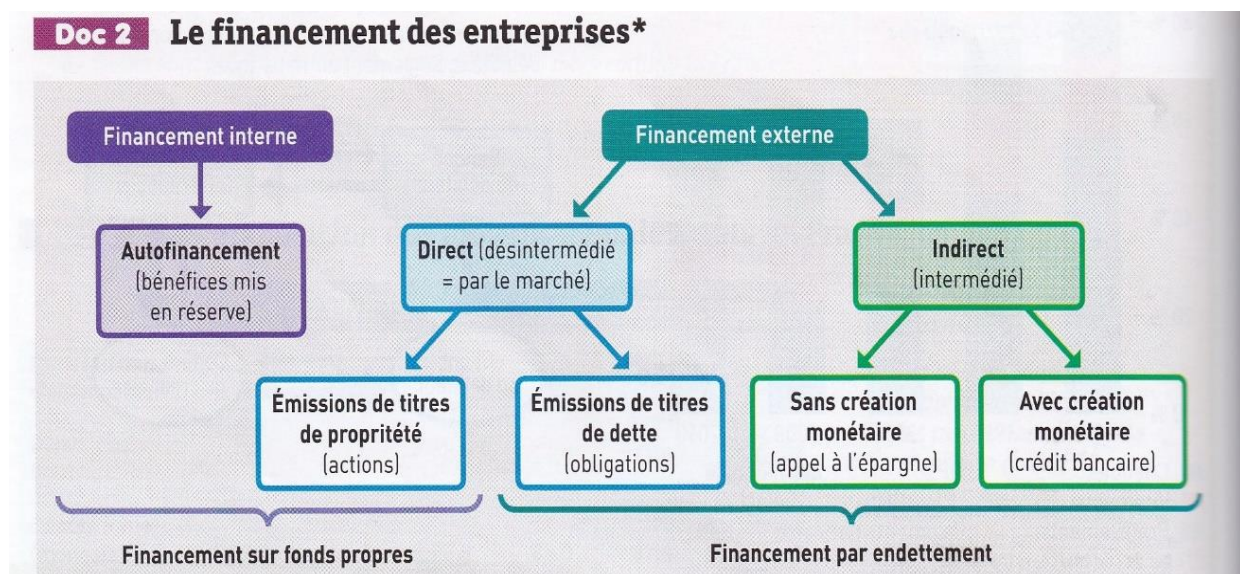 Doc 2 Le financement des entreprises*
Financement interne
Financement externe
Autofinancement
(bénéfices mis
en réserve)
Direct (désintermédié
= par le marché)
Indirect
(intermédié)
Émissions de titres
de propritété
(actions)
Émissions de titres
de dette
(obligations)
Sans création
monétaire
(appel à l'épargne)
Avec création
monétaire
(crédit bancaire)
Financement sur fonds propres
Financement par endettement